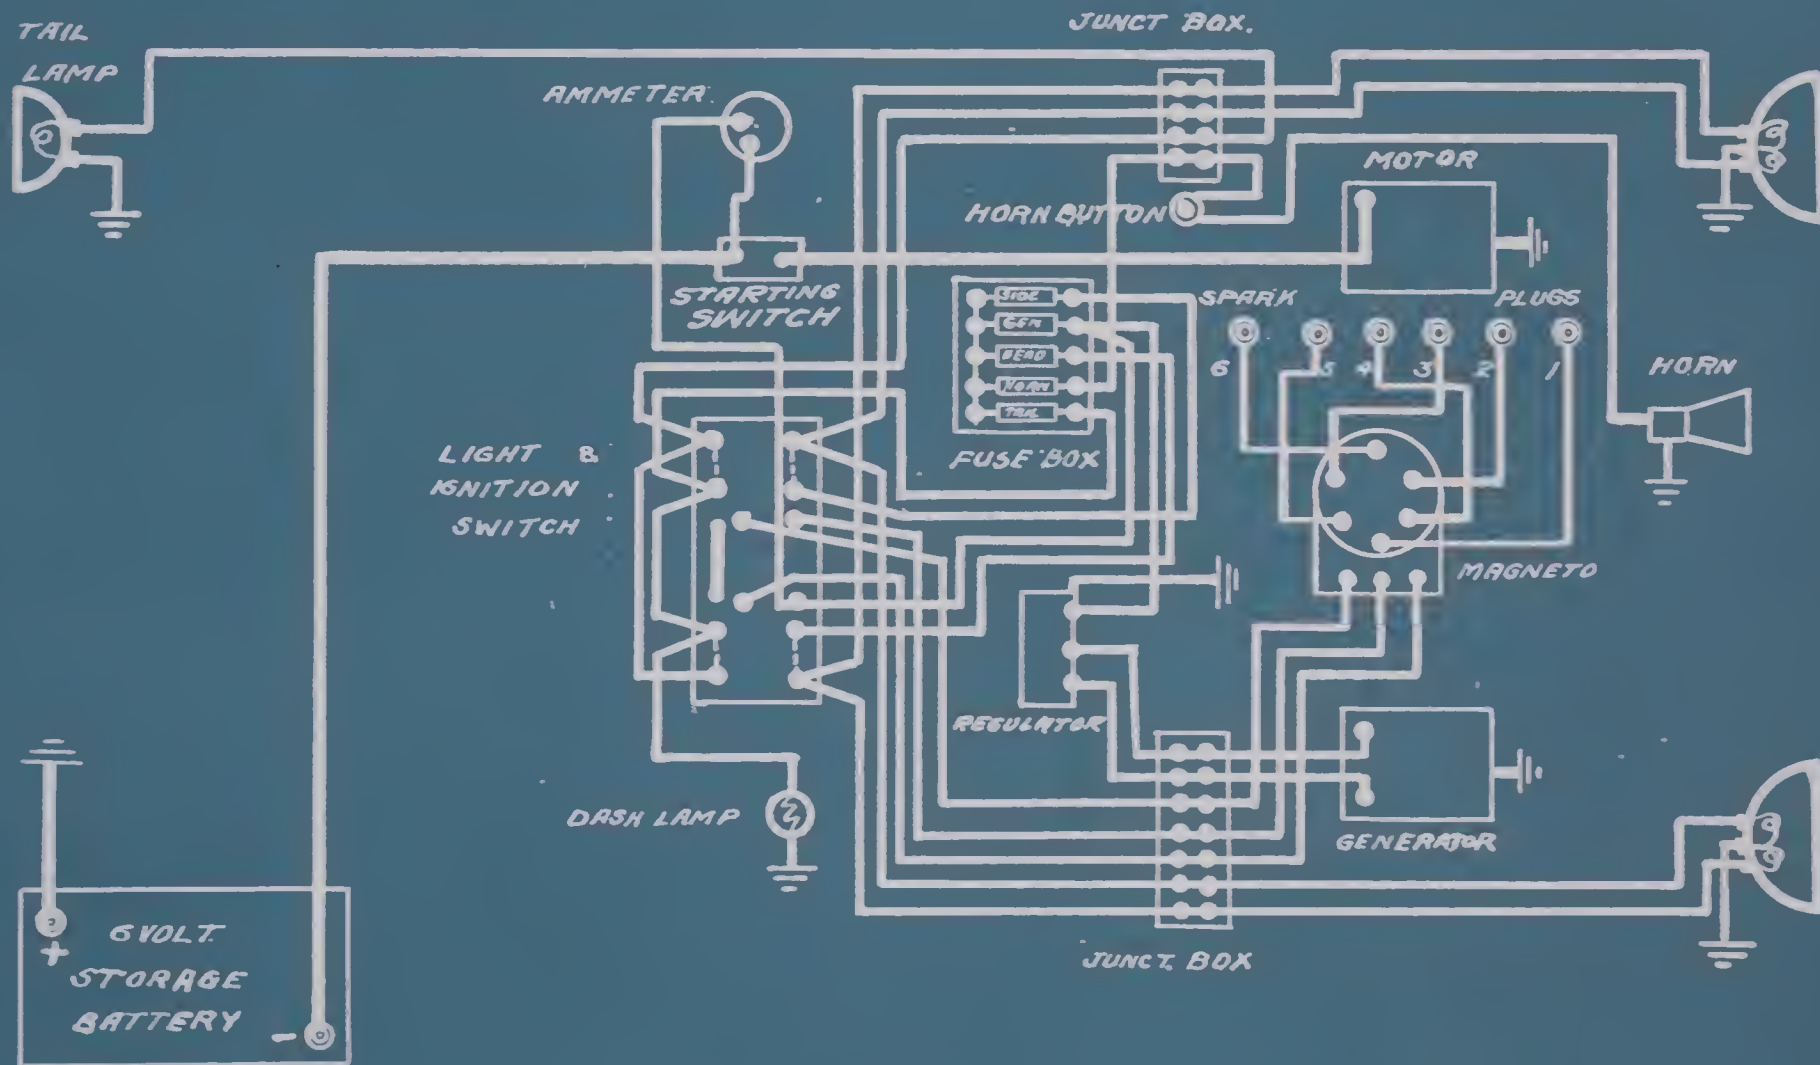 TAIL
LAMP
JUNCT BOX.
AMMETER.
MOTOR
HORN BUTTON
STARTING
SWITCH
SIDE
GEN
HEAD
HORN
TAIL
FUSE BOX
SPARK PLUGS
6 5 4 3 2 1
HORN
LIGHT &
IGNITION
SWITCH
MAGNETO
REGULATOR
DASH LAMP
GENERATOR
JUNCT. BOX
+
6 VOLT.
STORAGE
BATTERY
-